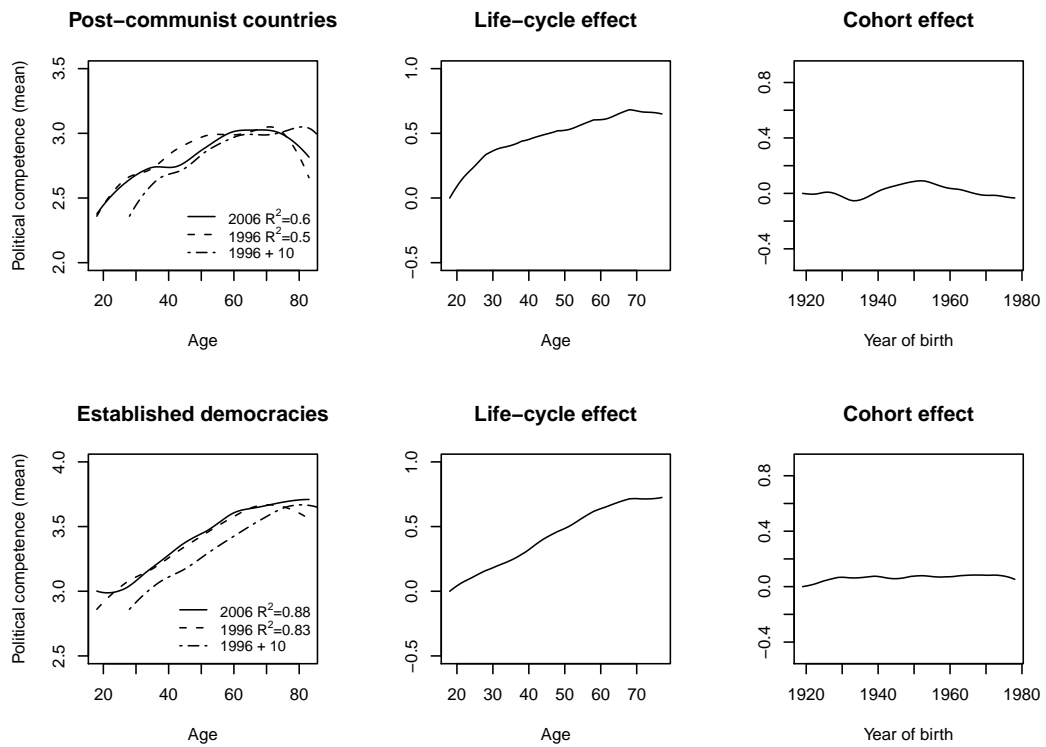 Post−communist countries
Political competence (mean)
3.5
3.0
2.5
2.0
2006 R²=0.6
1996 R²=0.5
1996 + 10
20 40 60 80
Age
Life−cycle effect
1.0
0.5
0.0
−0.5
20 30 40 50 60 70
Age
Cohort effect
0.8
0.4
0.0
−0.4
1920 1940 1960 1980
Year of birth
Established democracies
Political competence (mean)
4.0
3.5
3.0
2.5
2006 R²=0.88
1996 R²=0.83
1996 + 10
20 40 60 80
Age
Life−cycle effect
1.0
0.5
0.0
−0.5
20 30 40 50 60 70
Age
Cohort effect
0.8
0.4
0.0
−0.4
1920 1940 1960 1980
Year of birth